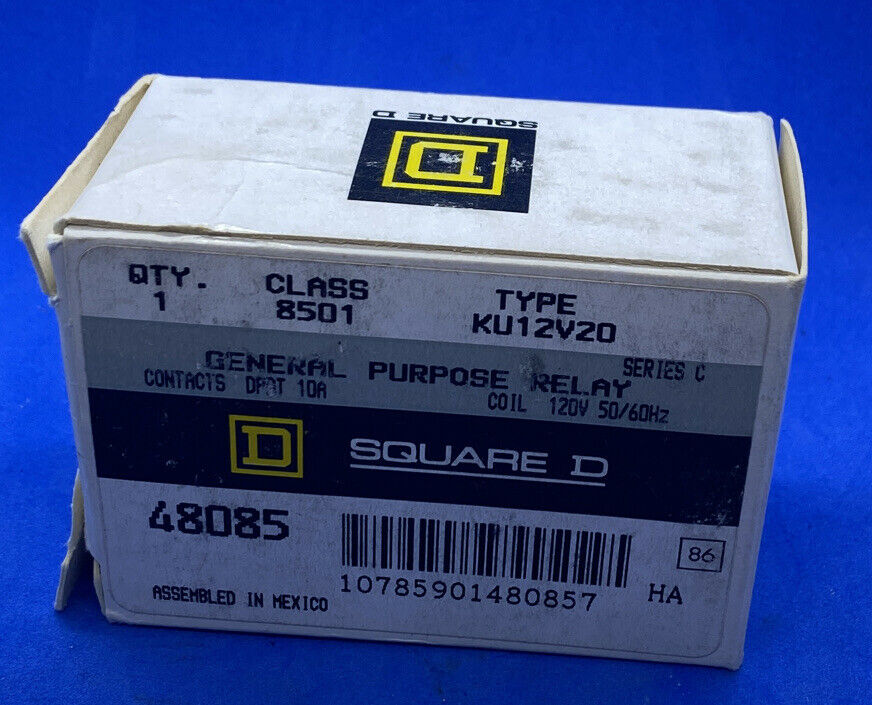 SQUARE D
D
QTY. CLASS TYPE
1 8501 KU12V20
SERIES C
GENERAL PURPOSE RELAY
CONTACTS DPDT 10A COIL 120V 50/60Hz
D SQUARE D
48085
86
10785901480857 HA
ASSEMBLED IN MEXICO